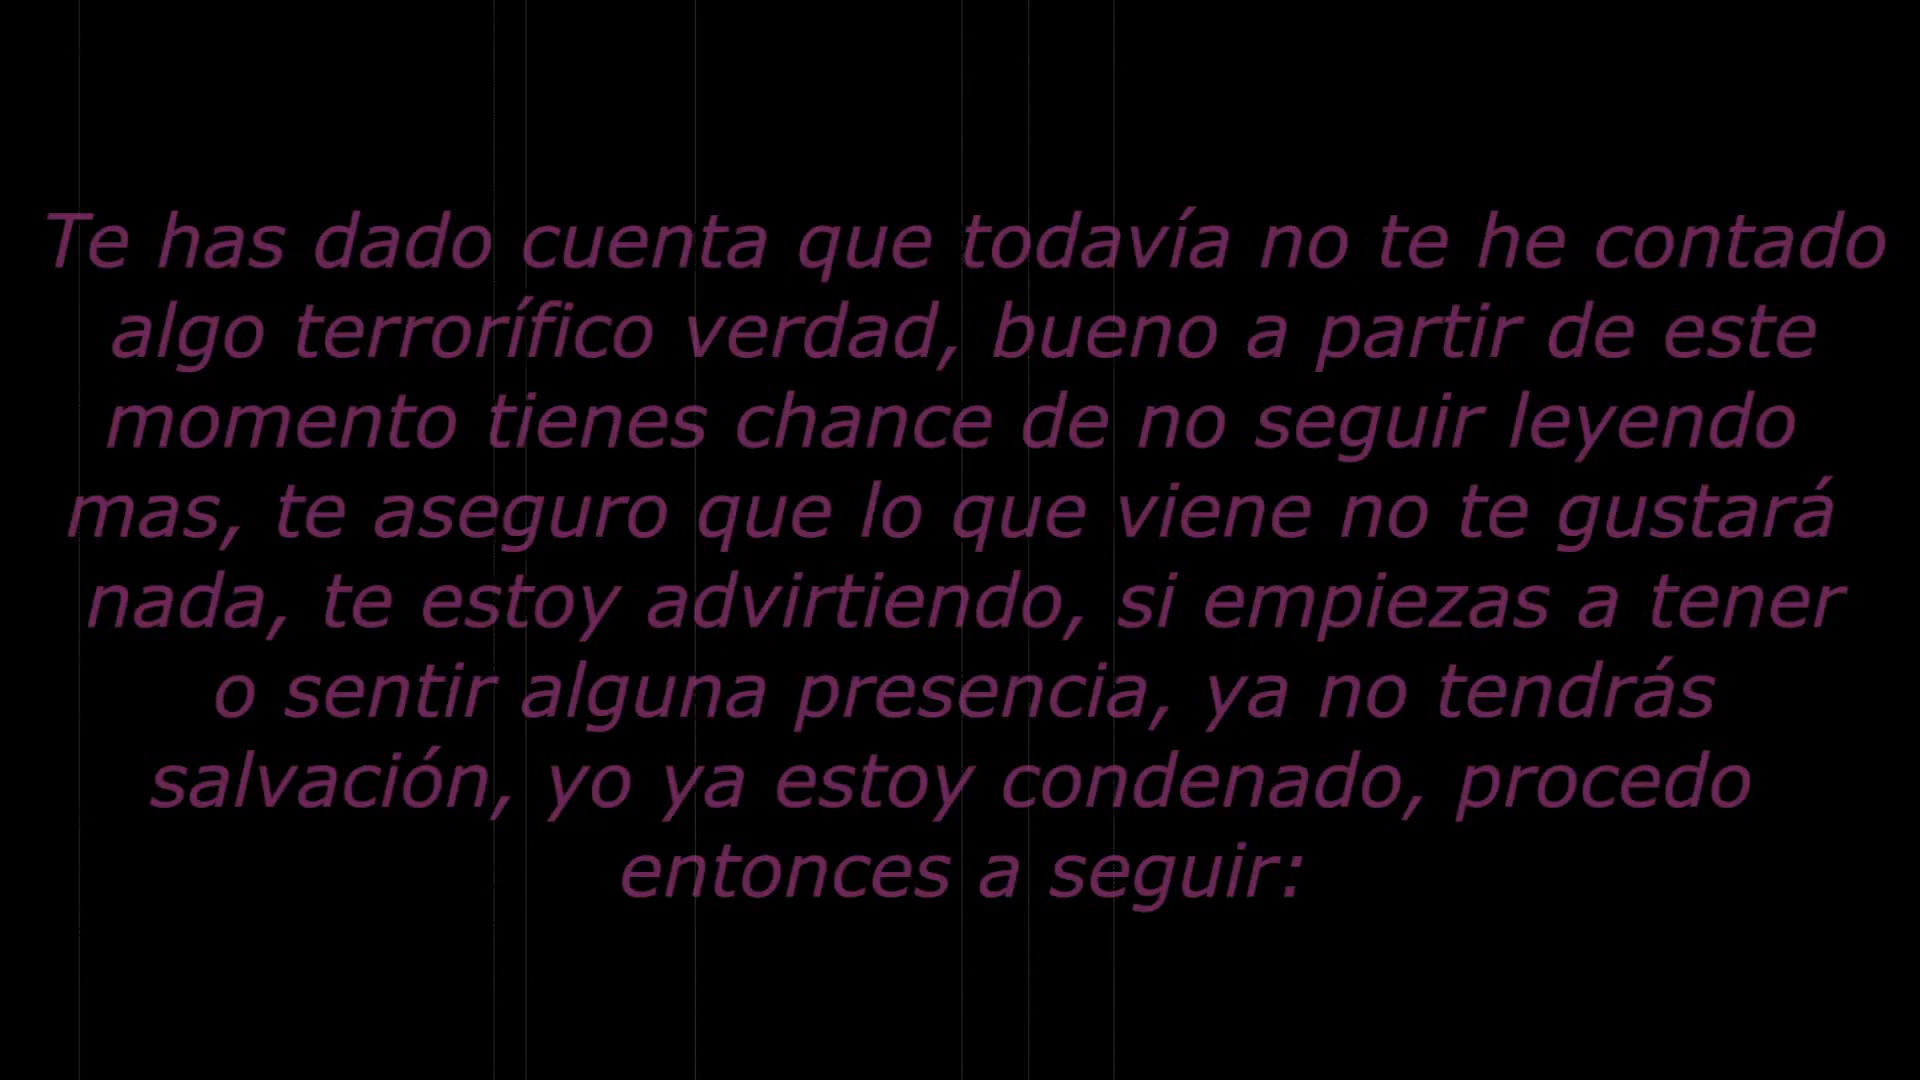 Te has dado cuenta que todavía no te he contado
algo terrorífico verdad, bueno a partir de este
momento tienes chance de no seguir leyendo
mas, te aseguro que lo que viene no te gustará
nada, te estoy advirtiendo, si empiezas a tener
o sentir alguna presencia, ya no tendrás
salvación, yo ya estoy condenado, procedo
entonces a seguir: